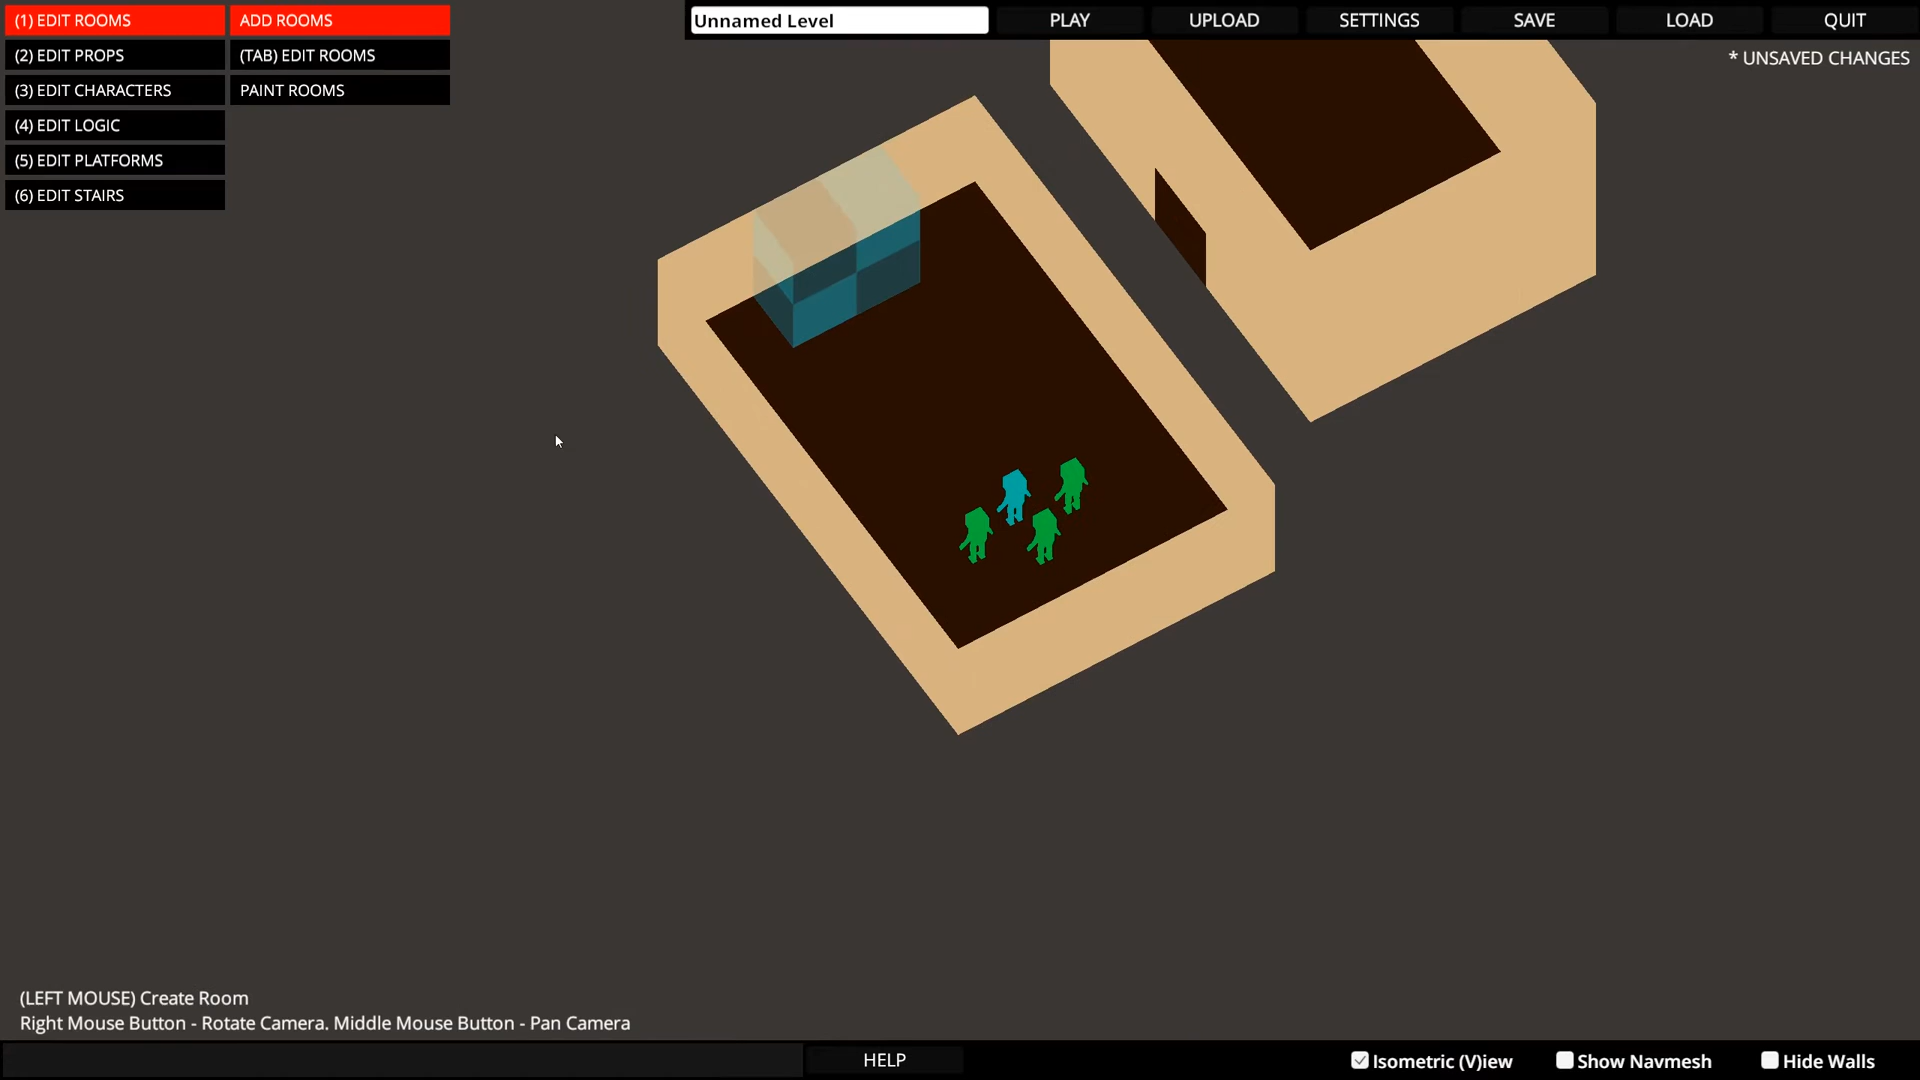 (1) EDIT ROOMS
ADD ROOMS
Unnamed Level
PLAY
UPLOAD
SETTINGS
SAVE
LOAD
QUIT
(2) EDIT PROPS
(TAB) EDIT ROOMS
* UNSAVED CHANGES
(3) EDIT CHARACTERS
PAINT ROOMS
(4) EDIT LOGIC
(5) EDIT PLATFORMS
(6) EDIT STAIRS
(LEFT MOUSE) Create Room
Right Mouse Button - Rotate Camera. Middle Mouse Button - Pan Camera
HELP
Isometric (V)iew
Show Navmesh
Hide Walls